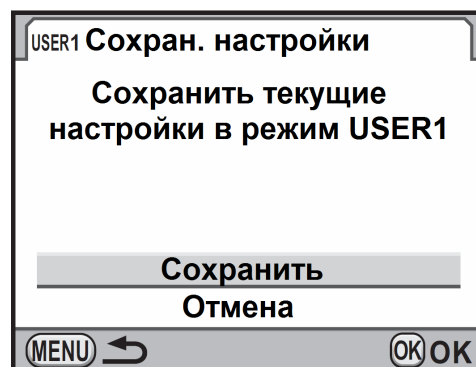 USER1 Сохран. настройки
Сохранить текущие
настройки в режим USER1
Сохранить
Отмена
MENU OK OK